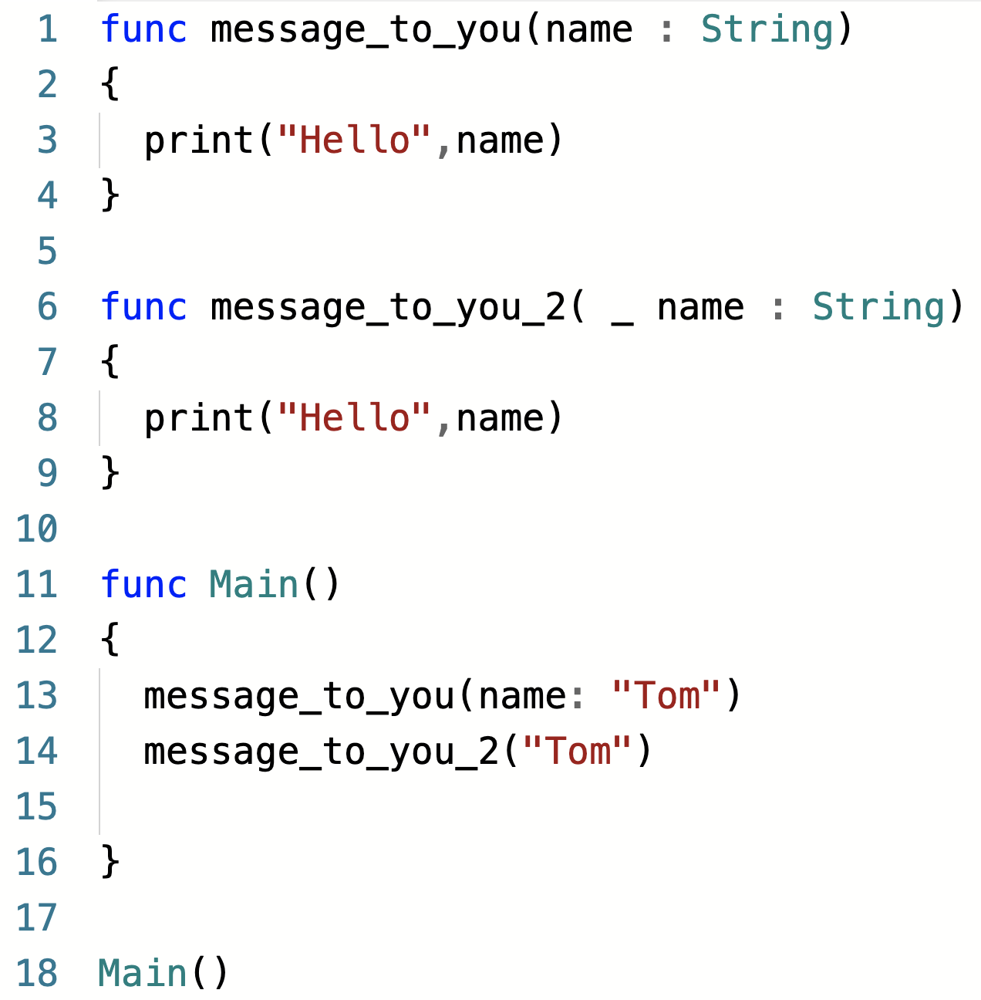 1 func message_to_you(name : String)
2 {
3   print("Hello",name)
4 }
5
6 func message_to_you_2( _ name : String)
7 {
8   print("Hello",name)
9 }
10
11 func Main()
12 {
13   message_to_you(name: "Tom")
14   message_to_you_2("Tom")
15
16 }
17
18 Main()